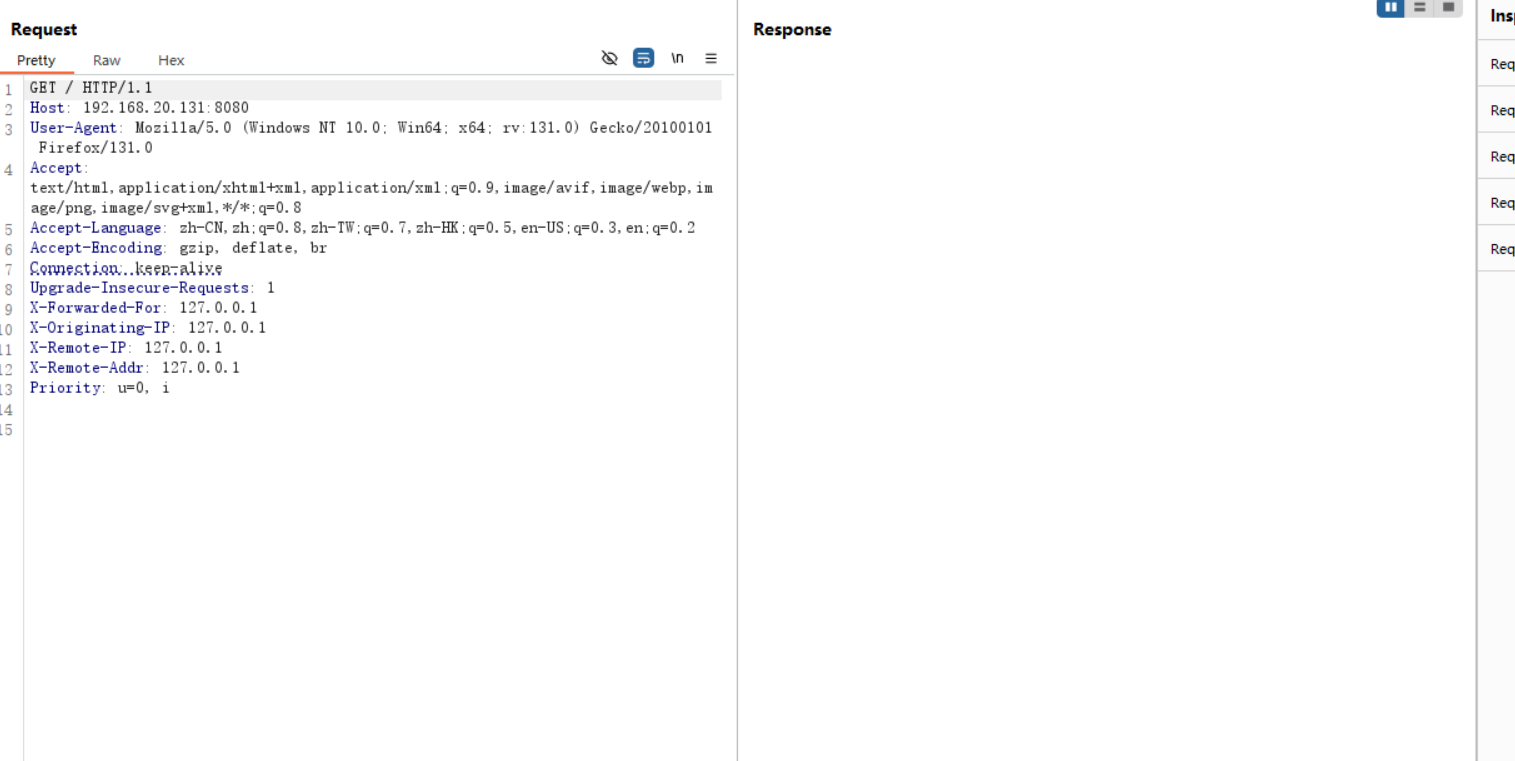 Request
Pretty Raw Hex
\n
1 GET / HTTP/1.1
2 Host: 192.168.20.131:8080
3 User-Agent: Mozilla/5.0 (Windows NT 10.0; Win64; x64; rv:131.0) Gecko/20100101
Firefox/131.0
4 Accept:
text/html,application/xhtml+xml,application/xml;q=0.9,image/avif,image/webp,im
age/png,image/svg+xml,*/*;q=0.8
5 Accept-Language: zh-CN,zh;q=0.8,zh-TW;q=0.7,zh-HK;q=0.5,en-US;q=0.3,en;q=0.2
6 Accept-Encoding: gzip, deflate, br
7 Connection: keep-alive
8 Upgrade-Insecure-Requests: 1
9 X-Forwarded-For: 127.0.0.1
10 X-Originating-IP: 127.0.0.1
11 X-Remote-IP: 127.0.0.1
12 X-Remote-Addr: 127.0.0.1
13 Priority: u=0, i
14
15
Response
Ins
Req
Req
Req
Req
Req